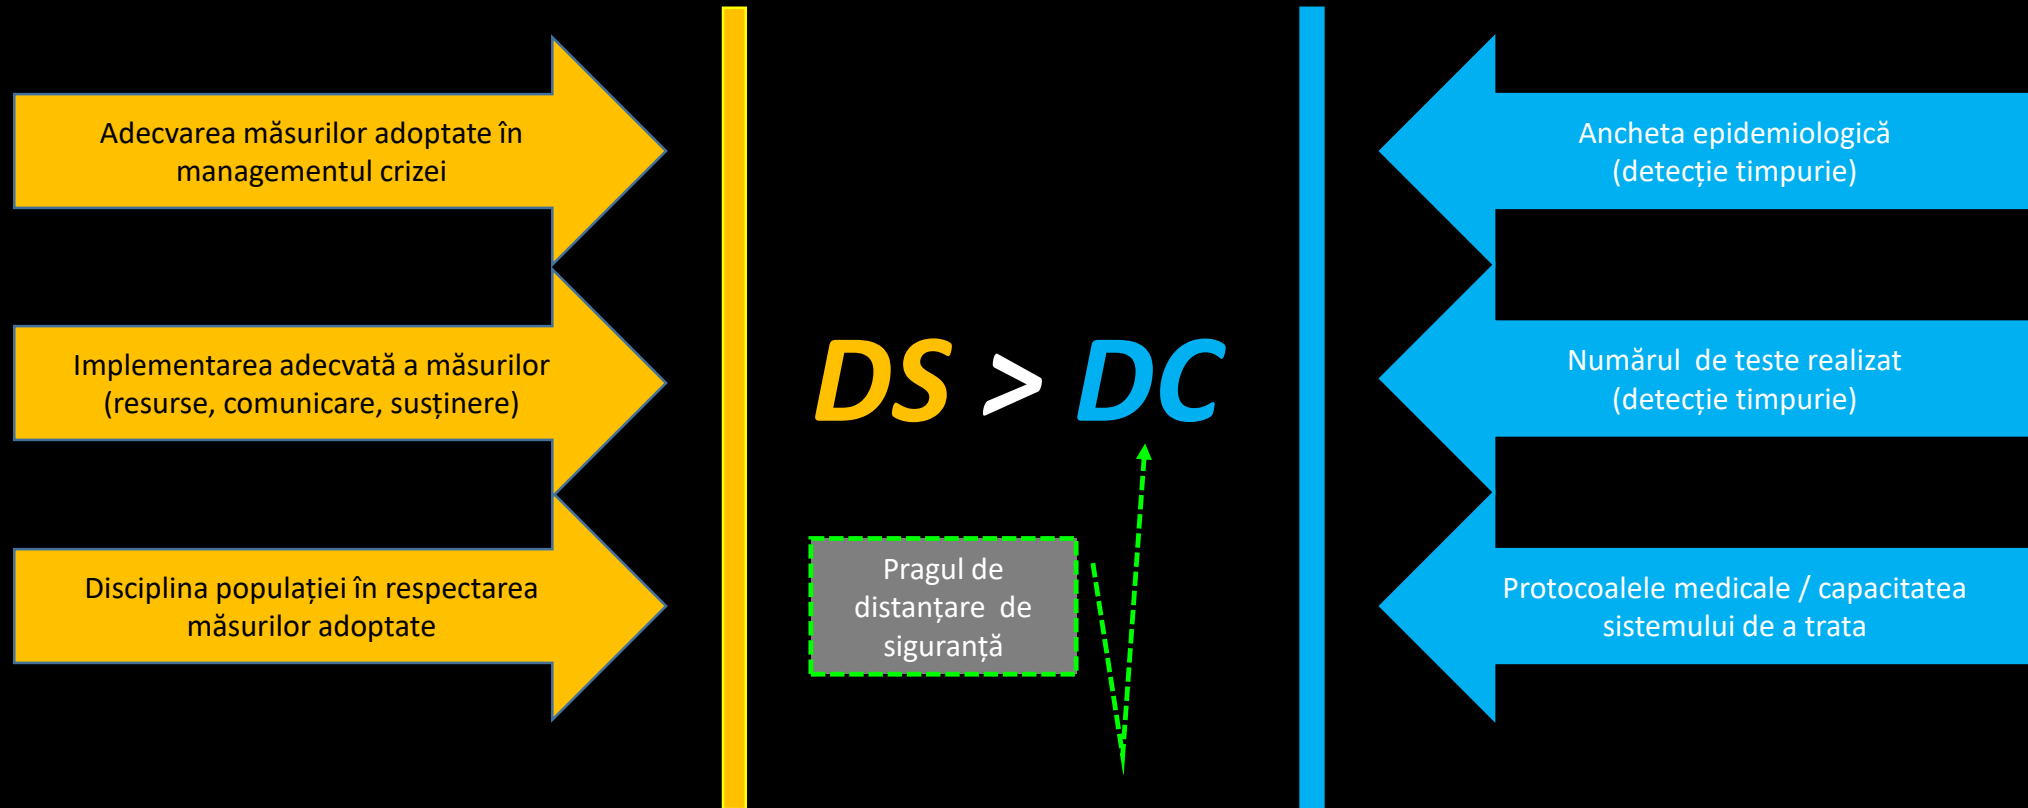 Adecvarea măsurilor adoptate în
managementul crizei
Implementarea adecvată a măsurilor
(resurse, comunicare, susținere)
Disciplina populației în respectarea
măsurilor adoptate
DS > DC
Pragul de
distanțare de
siguranță
Ancheta epidemiologică
(detecție timpurie)
Numărul de teste realizat
(detecție timpurie)
Protocoalele medicale / capacitatea
sistemului de a trata